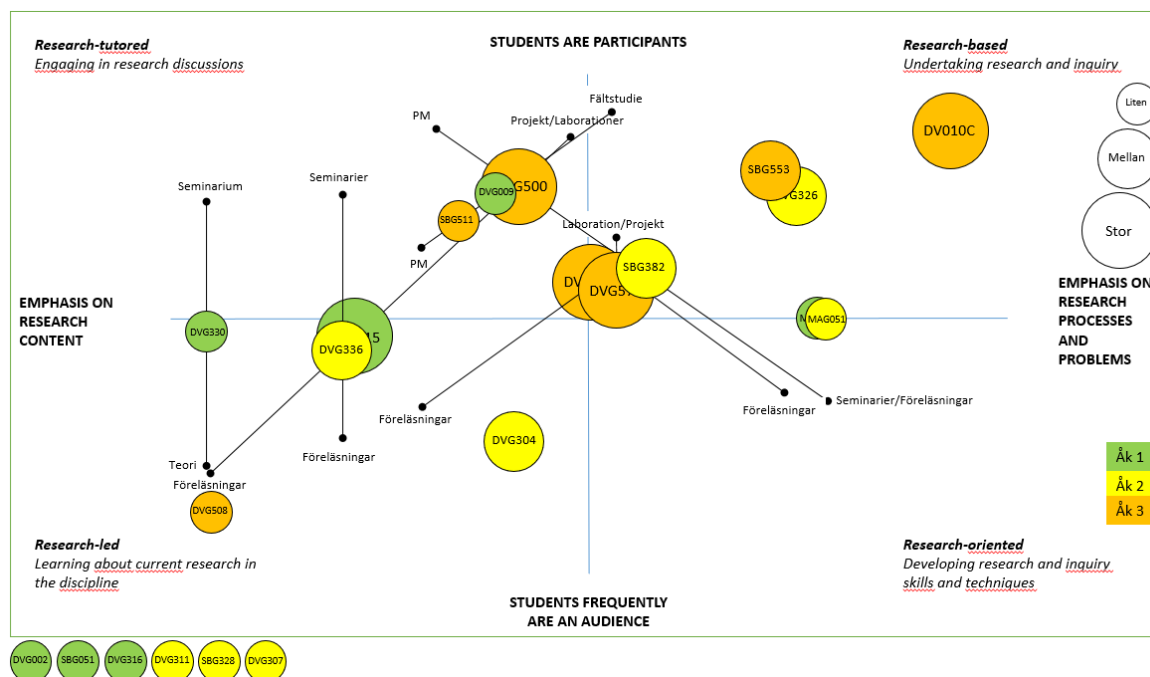 Research-tutored
Engaging in research discussions
STUDENTS ARE PARTICIPANTS
Research-based
Undertaking research and inquiry
Fältstudie
PM
Projekt/Laborationer
Liten
DV010C
Mellan
SBG553
Seminarium
Seminarier
DVG009
SBG511
Laboration/Projekt
Stor
PM
SBG382
EMPHASIS ON
RESEARCH
CONTENT
EMPHASIS ON
RESEARCH
PROCESSES
AND
PROBLEMS
DVG330
MAG051
DVG336
Föreläsningar
Föreläsningar
Seminarier/Föreläsningar
DVG304
Föreläsningar
Teori
Föreläsningar
DVG508
Åk 1
Åk 2
Åk 3
Research-led
Learning about current research in
the discipline
Research-oriented
Developing research and inquiry
skills and techniques
STUDENTS FREQUENTLY
ARE AN AUDIENCE
DVG002 SBG051 DVG316 DVG311 SBG328 DVG307